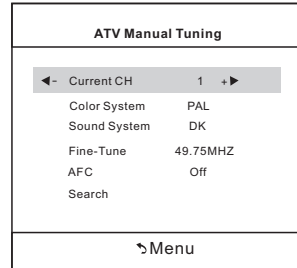 ATV Manual Tuning
◀- Current CH 1 +▶
Color System PAL
Sound System DK
Fine-Tune 49.75MHZ
AFC Off
Search
Menu